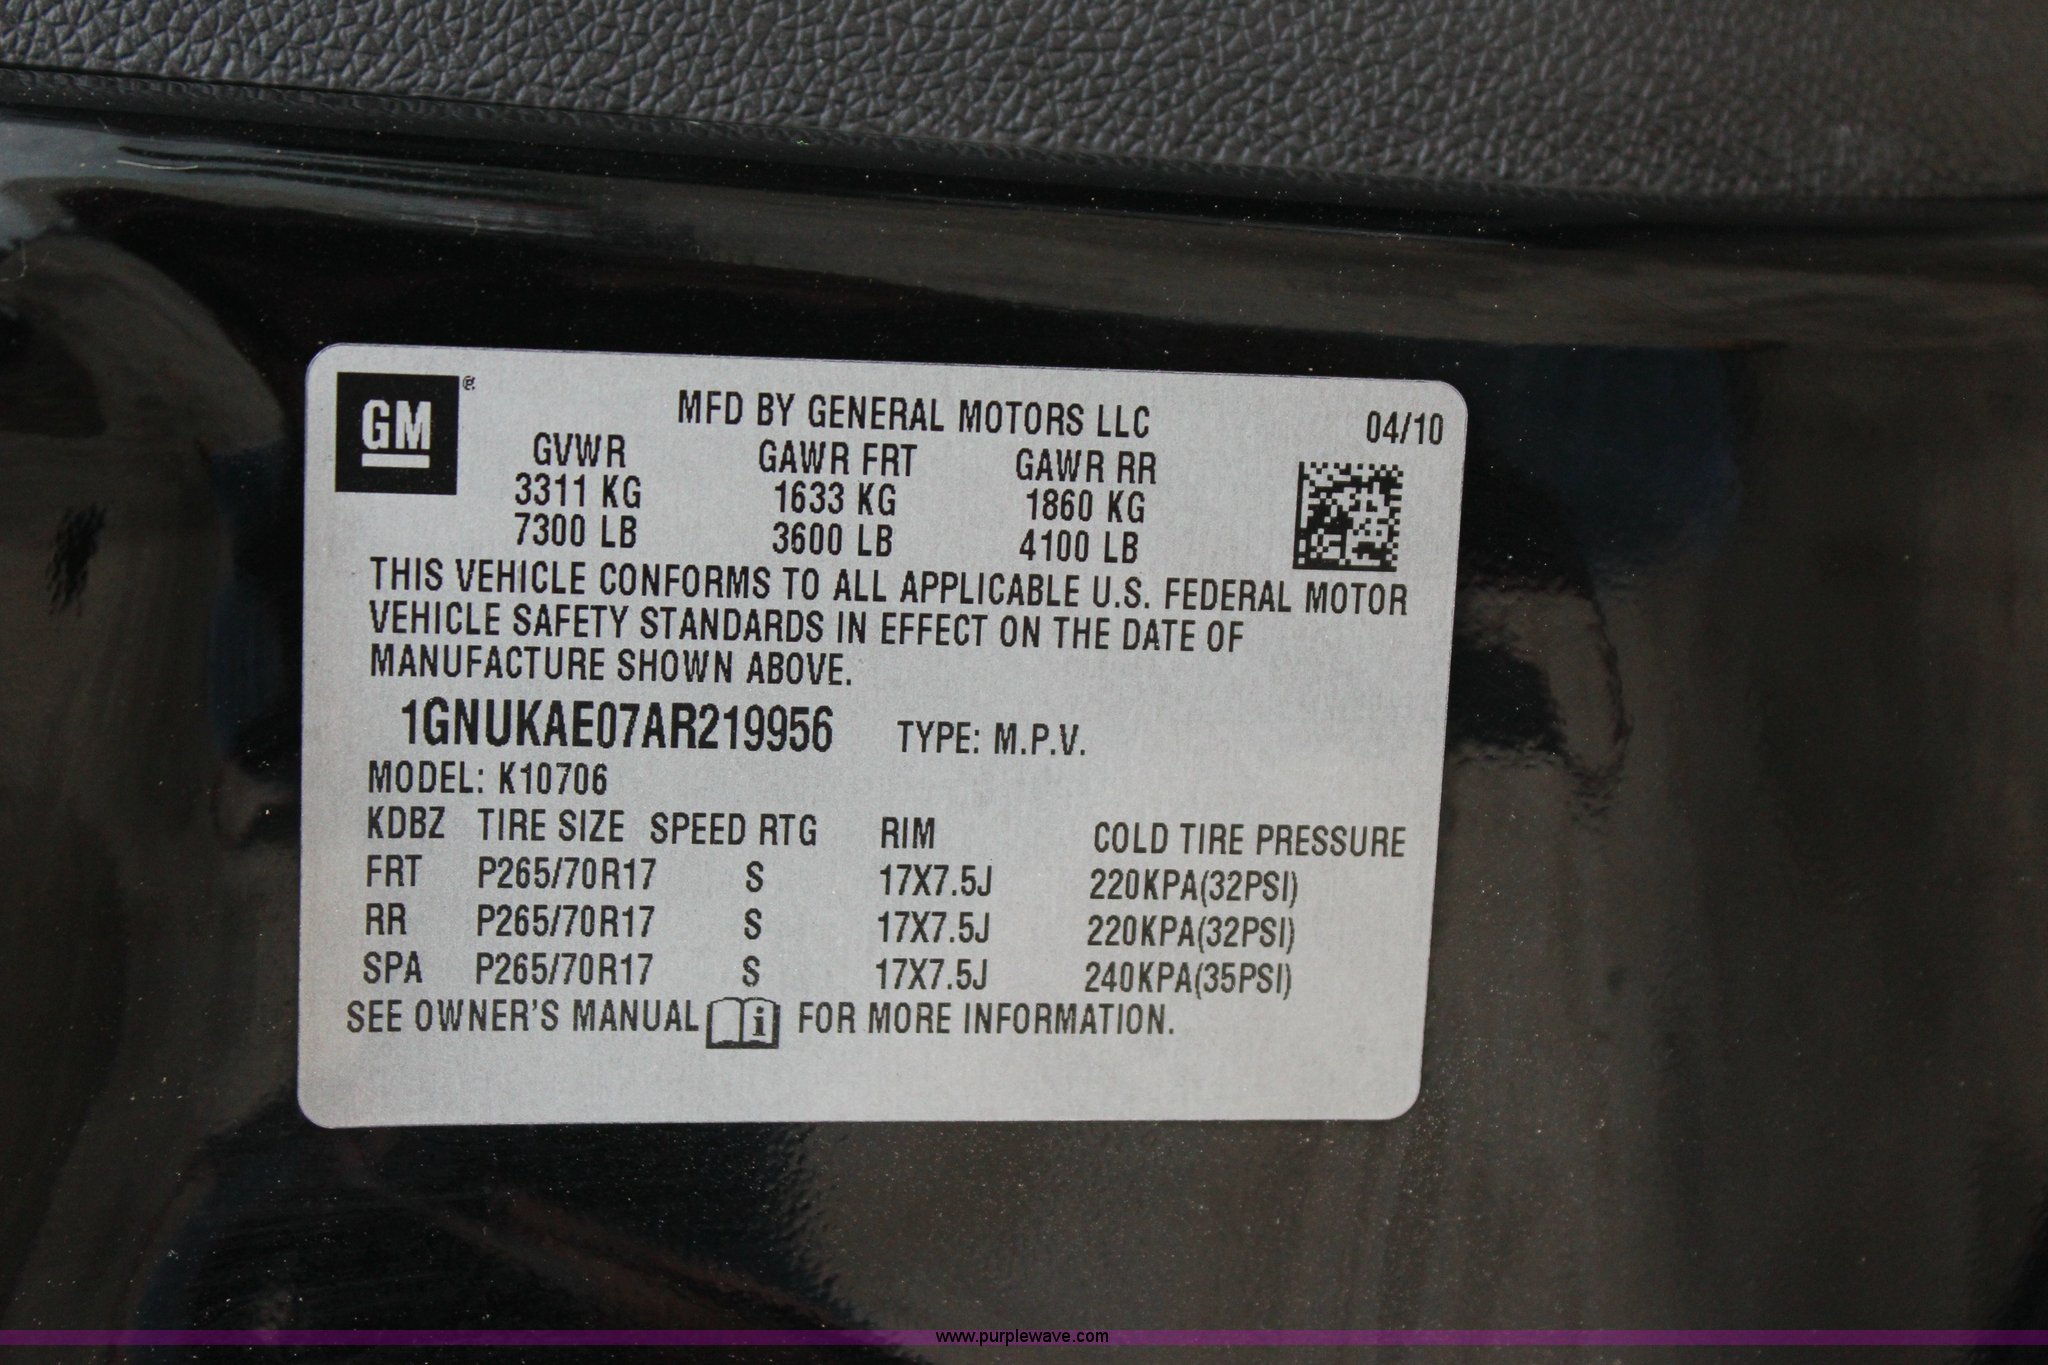 GM®
MFD BY GENERAL MOTORS LLC 04/10
GVWR GAWR FRT GAWR RR
3311 KG 1633 KG 1860 KG
7300 LB 3600 LB 4100 LB
THIS VEHICLE CONFORMS TO ALL APPLICABLE U.S. FEDERAL MOTOR
VEHICLE SAFETY STANDARDS IN EFFECT ON THE DATE OF
MANUFACTURE SHOWN ABOVE.
1GNUKAE07AR219956 TYPE: M.P.V.
MODEL: K10706
KDBZ TIRE SIZE SPEED RTG RIM COLD TIRE PRESSURE
FRT P265/70R17 S 17X7.5J 220KPA(32PSI)
RR P265/70R17 S 17X7.5J 220KPA(32PSI)
SPA P265/70R17 S 17X7.5J 240KPA(35PSI)
SEE OWNER'S MANUAL i FOR MORE INFORMATION.
www.purplewave.com